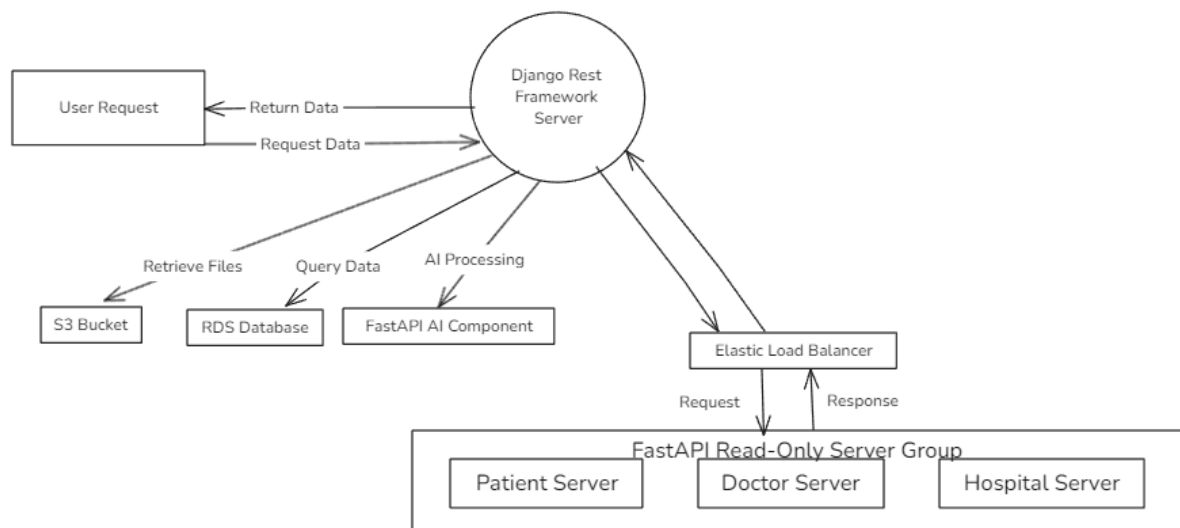 Django Rest
Framework
Server
User Request
Return Data
Request Data
Retrieve Files
Query Data
AI Processing
S3 Bucket
RDS Database
FastAPI AI Component
Elastic Load Balancer
Request
Response
FastAPI Read-Only Server Group
Patient Server
Doctor Server
Hospital Server